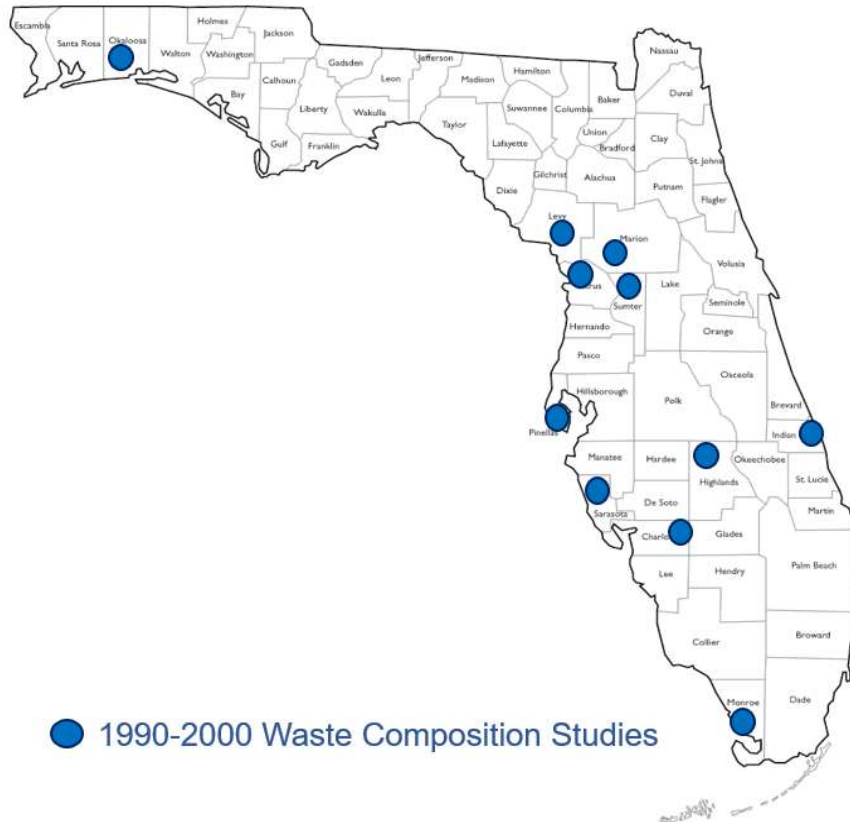 Escambia
Santa Rosa
Okaloosa
Walton
Holmes
Washington
Jackson
Bay
Calhoun
Gulf
Liberty
Franklin
Gadsden
Leon
Wakulla
Jefferson
Madison
Taylor
Hamilton
Suwannee
Lafayette
Dixie
Columbia
Gilchrist
Levy
Baker
Union
Bradford
Alachua
Nassau
Duval
Clay
St. Johns
Putnam
Flagler
Marion
Volusia
rus
Sumter
Lake
Seminole
Orange
Hernando
Pasco
Hillsborough
Pinellas
Polk
Osceola
Brevard
Indian
Manatee
Hardee
Highlands
Okeechobee
St. Lucie
Sarasota
De Soto
Martin
Charlo
Glades
Lee
Hendry
Palm Beach
Collier
Broward
Monroe
Dade
1990-2000 Waste Composition Studies